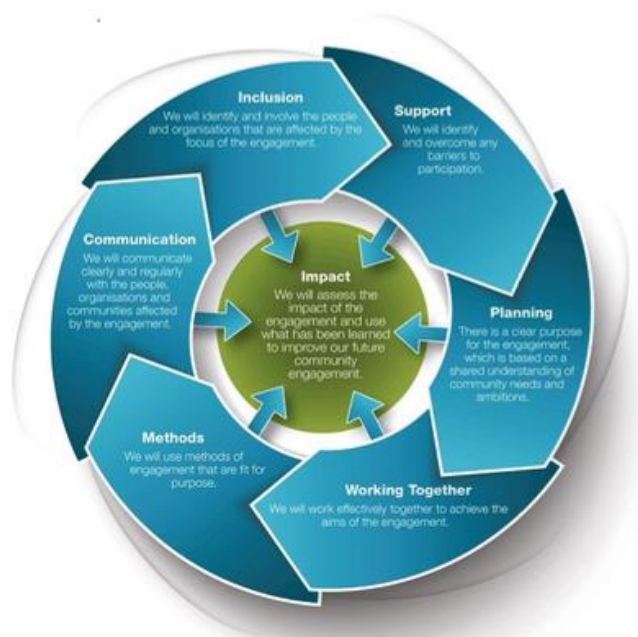 Inclusion
We will identify and involve the people
and organisations that are affected by the
focus of the engagement.
Support
We will identify
and overcome any
barriers to
participation.
Planning
There is a clear purpose
for the engagement,
which is based on a
shared understanding of
community needs and
ambitions.
Working Together
We will work effectively together to achieve the
aims of the engagement.
Methods
We will use methods of
engagement that are fit for
purpose.
Communication
We will communicate
clearly and regularly
with the people,
organisations and
communities affected
by the engagement.
Impact
We will assess the
impact of the
engagement and use
what has been learned
to improve our future
community
engagement.